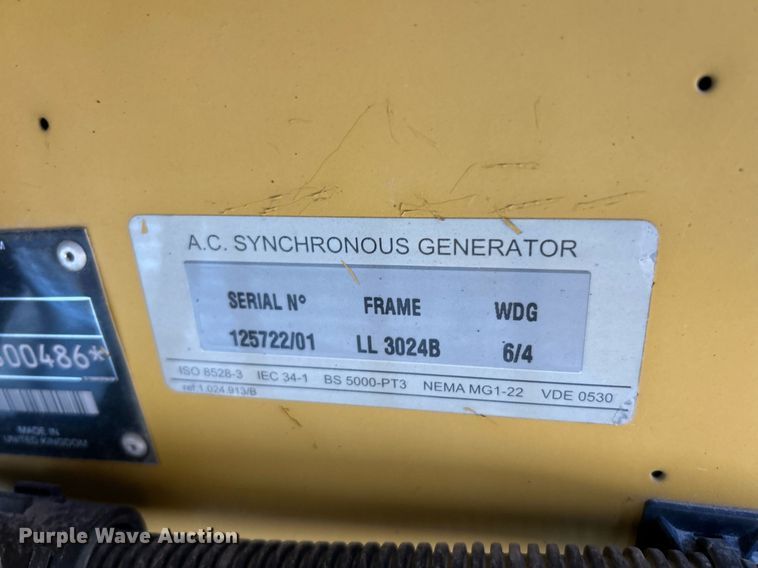 A.C. SYNCHRONOUS GENERATOR
SERIAL Nº FRAME WDG
125722/01 LL 3024B 6/4
ISO 8528-3 IEC 34-1 BS 5000-PT3 NEMA MG1-22 VDE 0530
ref.1.024.913/B
M
00486*
MADE IN
UNITED KINGDOM
Purple Wave Auction